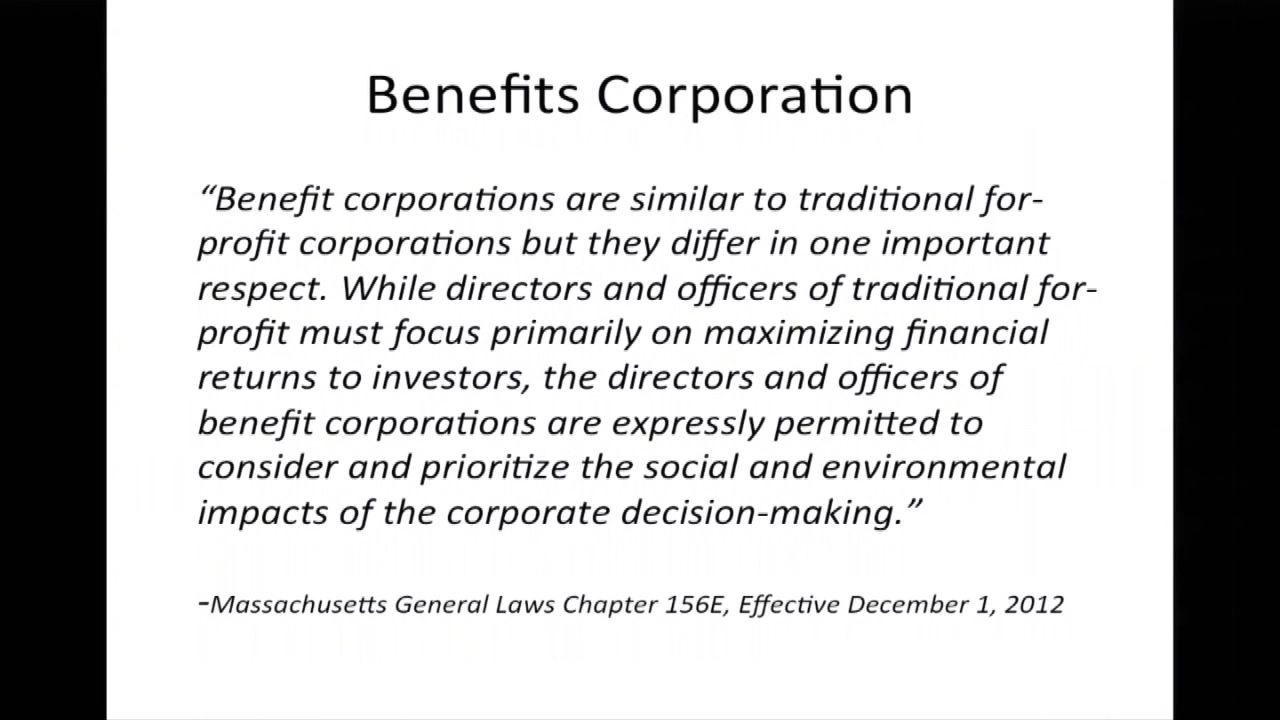 Benefits Corporation
“Benefit corporations are similar to traditional for-
profit corporations but they differ in one important
respect. While directors and officers of traditional for-
profit must focus primarily on maximizing financial
returns to investors, the directors and officers of
benefit corporations are expressly permitted to
consider and prioritize the social and environmental
impacts of the corporate decision-making.”
-Massachusetts General Laws Chapter 156E, Effective December 1, 2012